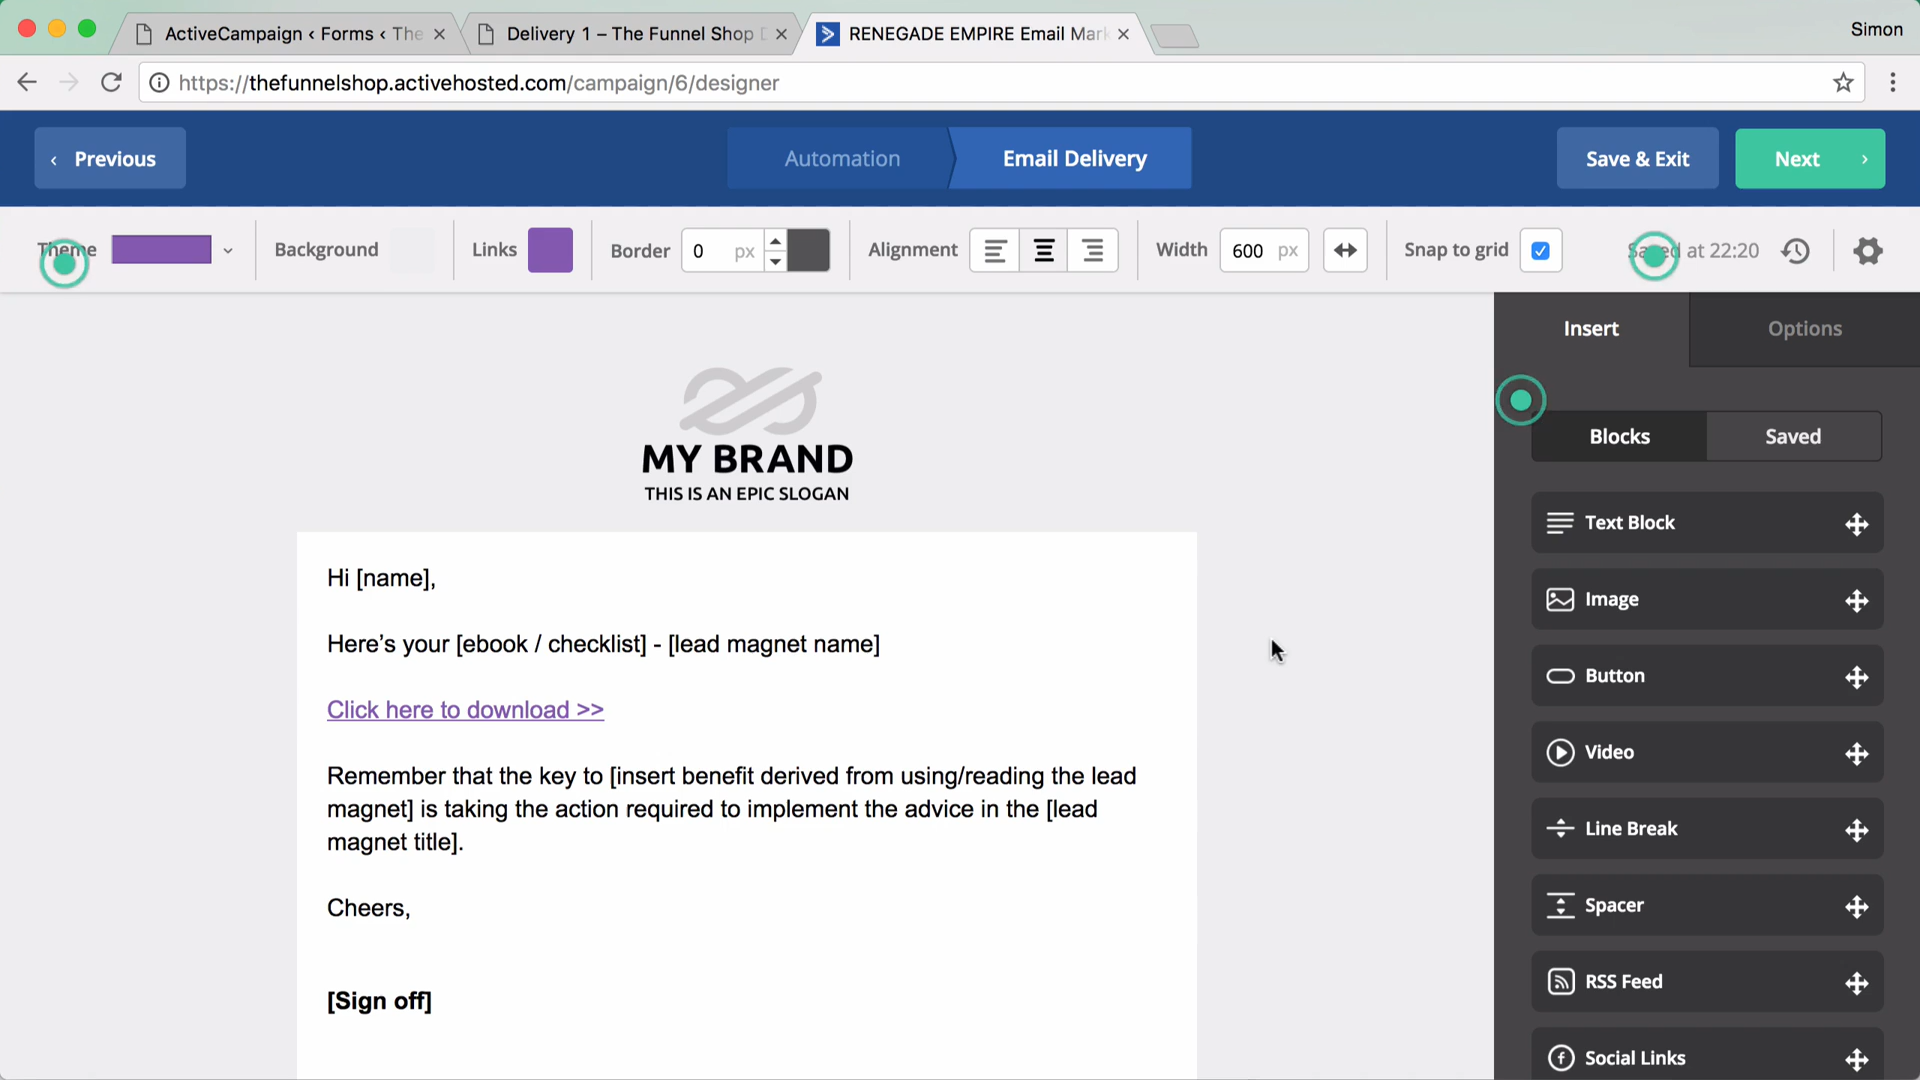 ActiveCampaign ‹ Forms ‹ The
Delivery 1 – The Funnel Shop D
RENEGADE EMPIRE Email Mark
Simon
https://thefunnelshop.activehosted.com/campaign/6/designer
‹ Previous
Automation
Email Delivery
Save & Exit
Next ›
Theme
Background
Links
Border
0 px
Alignment
Width
600 px
Snap to grid
Saved at 22:20
Insert
Options
Blocks
Saved
MY BRAND
THIS IS AN EPIC SLOGAN
Hi [name],
Here’s your [ebook / checklist] - [lead magnet name]
Click here to download >>
Remember that the key to [insert benefit derived from using/reading the lead
magnet] is taking the action required to implement the advice in the [lead
magnet title].
Cheers,
[Sign off]
Text Block
Image
Button
Video
Line Break
Spacer
RSS Feed
Social Links